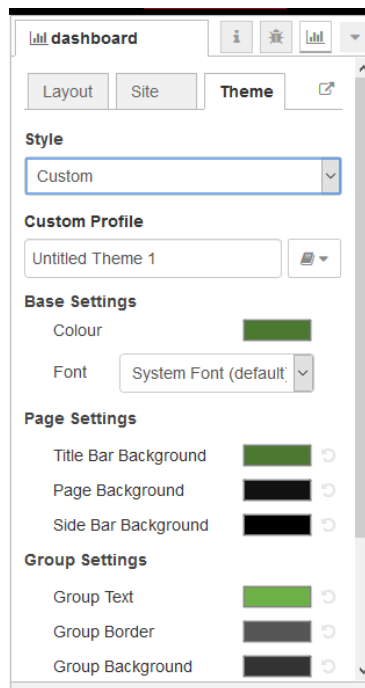 dashboard
Layout Site Theme
Style
Custom
Custom Profile
Untitled Theme 1
Base Settings
Colour
Font System Font (default)
Page Settings
Title Bar Background
Page Background
Side Bar Background
Group Settings
Group Text
Group Border
Group Background